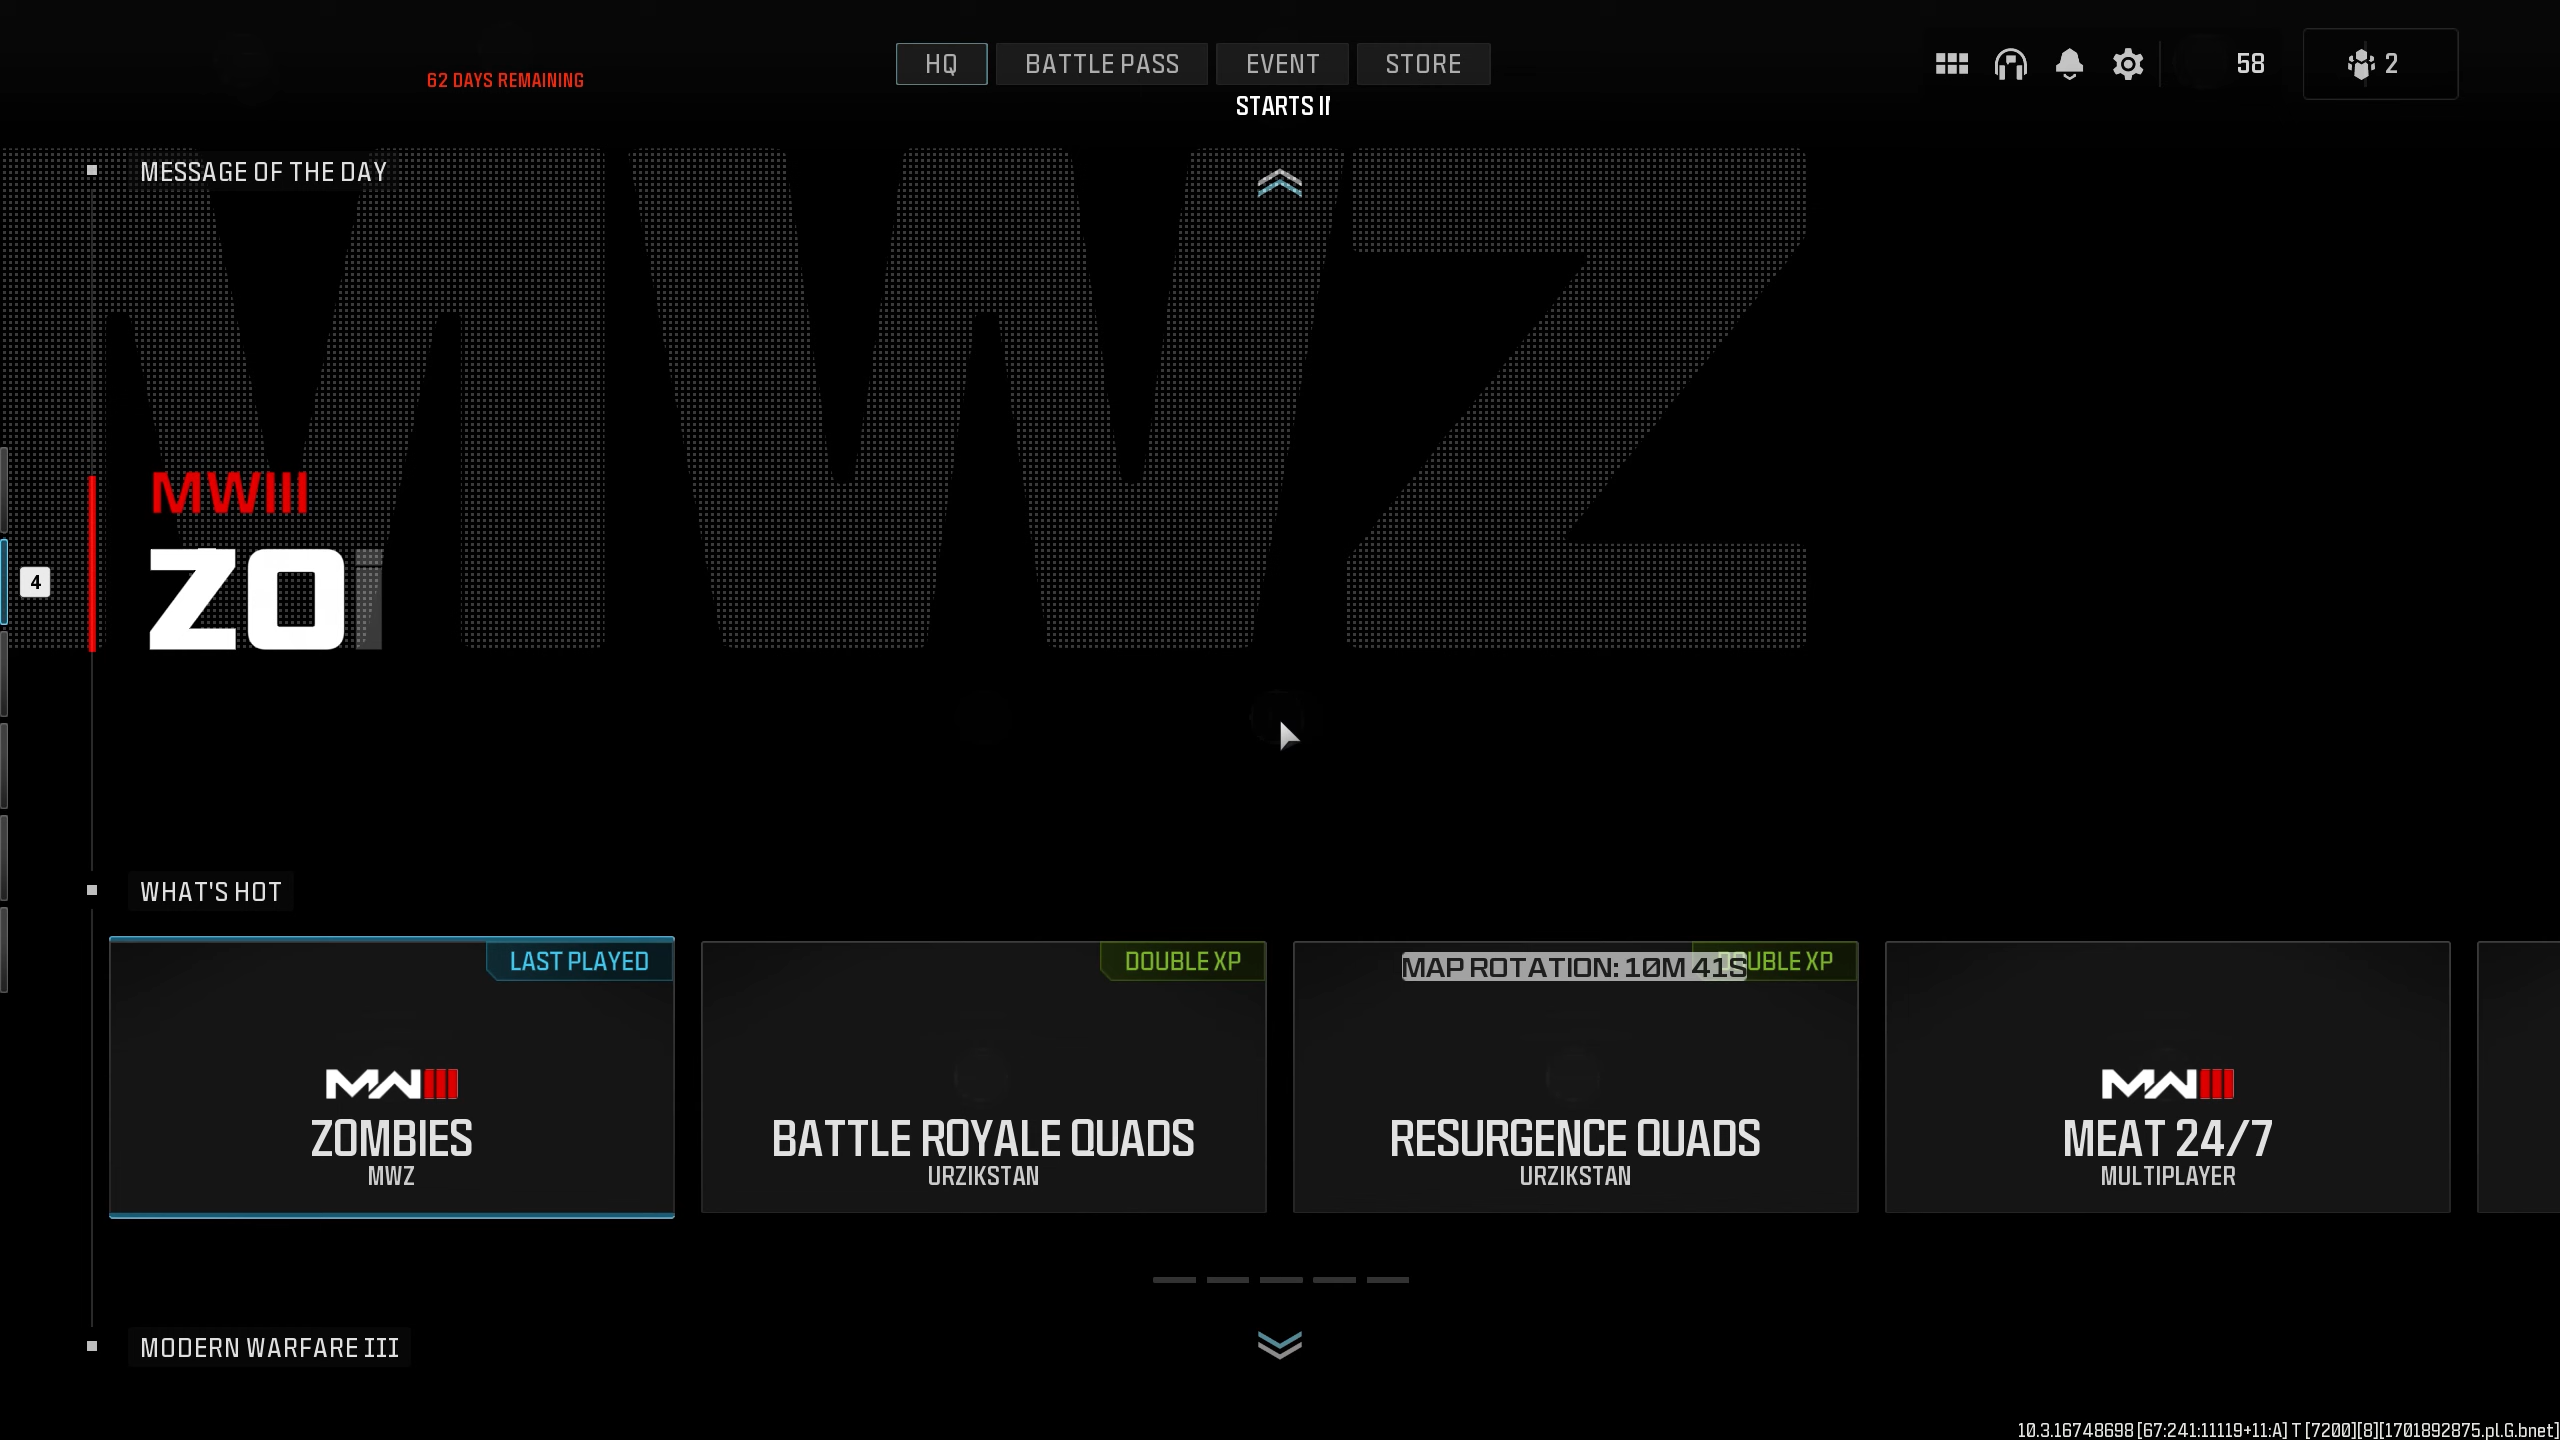 62 DAYS REMAINING
HQ
BATTLE PASS
EVENT
STORE
58
2
STARTS
MESSAGE OF THE DAY
MWZ
MWIII
ZO
4
WHAT'S HOT
LAST PLAYED
MWIII
ZOMBIES
MWZ
DOUBLE XP
BATTLE ROYALE QUADS
URZIKSTAN
MAP ROTATION: 10M 41S
DOUBLE XP
RESURGENCE QUADS
URZIKSTAN
MWIII
MEAT 24/7
MULTIPLAYER
MODERN WARFARE III
10.3.16748698 [67:241:11119+11:A] T [7200][8][1701892875.pl.G.bnet]